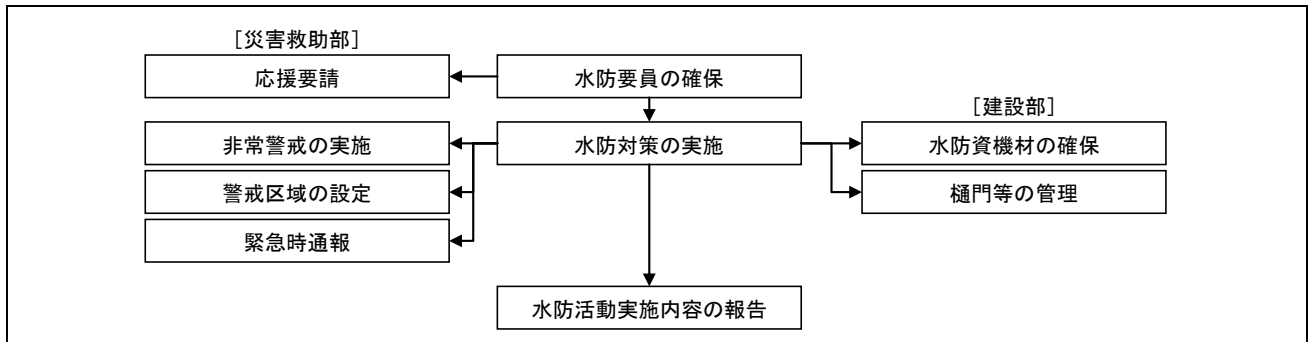 ［災害救助部］
応援要請
水防要員の確保
［建設部］
非常警戒の実施
水防対策の実施
水防資機材の確保
警戒区域の設定
樋門等の管理
緊急時通報
水防活動実施内容の報告